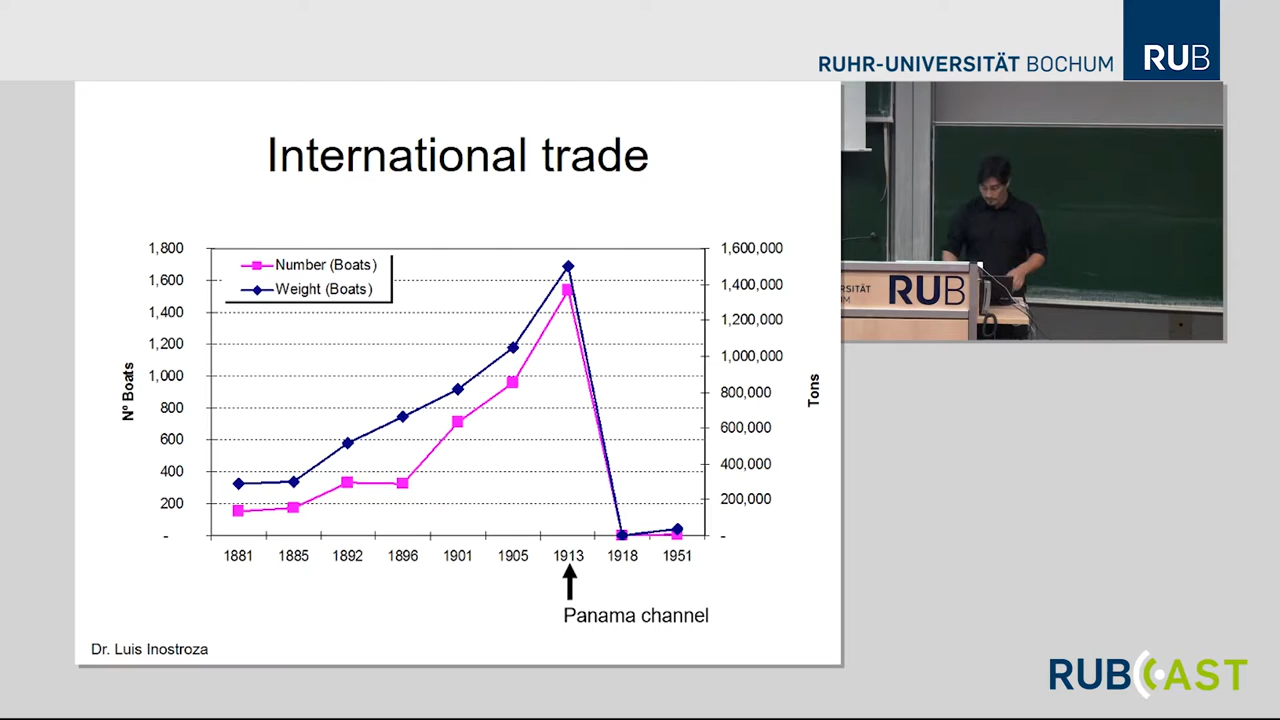 RUHR-UNIVERSITÄT BOCHUM
RUB
International trade
1,800
1,600
1,400
1,200
1,000
800
600
400
200
-
Nº Boats
Number (Boats)
Weight (Boats)
1,600,000
1,400,000
1,200,000
1,000,000
800,000
600,000
400,000
200,000
-
Tons
1881 1885 1892 1896 1901 1905 1913 1918 1951
Panama channel
Dr. Luis Inostroza
RSITÄT
UM
RUB
RUBCAST